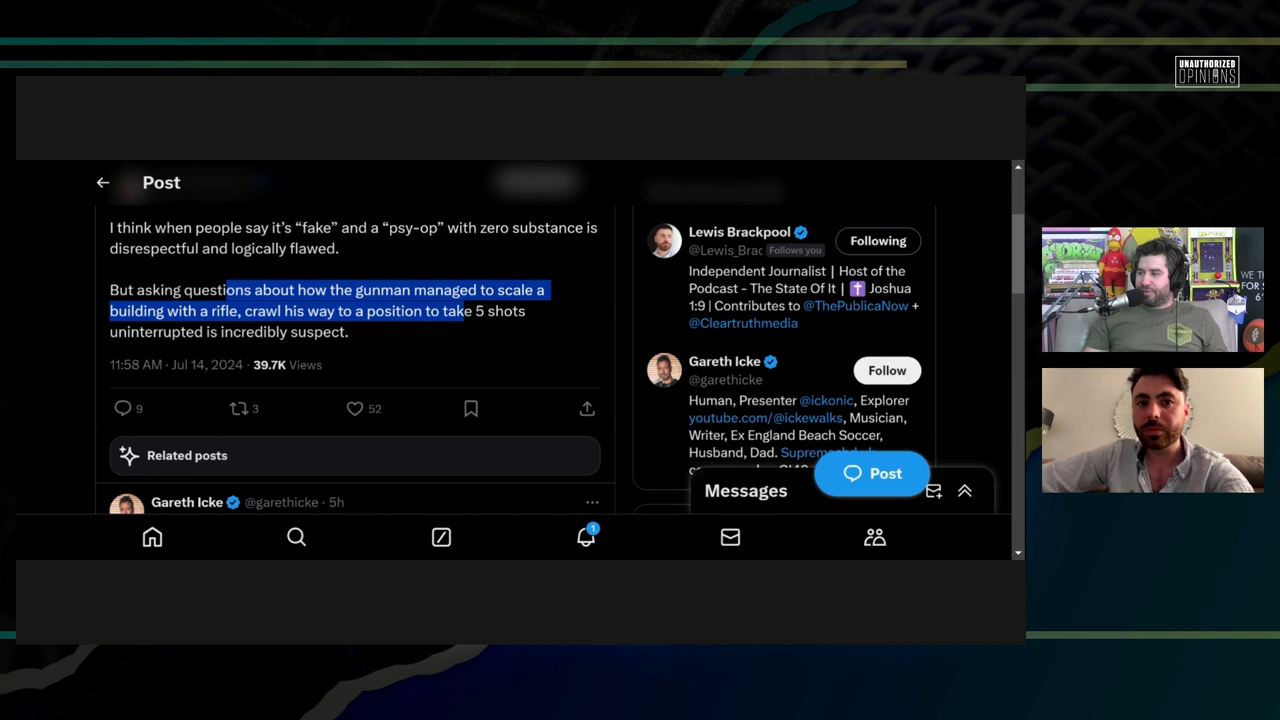 UNAUTHORIZED
OPINIONS
Post
I think when people say it's “fake” and a “psy-op” with zero substance is
disrespectful and logically flawed.
But asking questions about how the gunman managed to scale a
building with a rifle, crawl his way to a position to take 5 shots
uninterrupted is incredibly suspect.
11:58 AM · Jul 14, 2024 · 39.7K Views
9 3 52
Related posts
Gareth Icke @garethicke · 5h
Lewis Brackpool
@Lewis_Brac Follows you
Following
Independent Journalist | Host of the
Podcast - The State Of It | ✝️ Joshua
1:9 | Contributes to @ThePublicaNow +
@Cleartruthmedia
Gareth Icke
@garethicke
Follow
Human, Presenter @ickonic, Explorer
youtube.com/@ickewalks, Musician,
Writer, Ex England Beach Soccer,
Husband, Dad.
Messages
Post
1
WE
FOR
6'